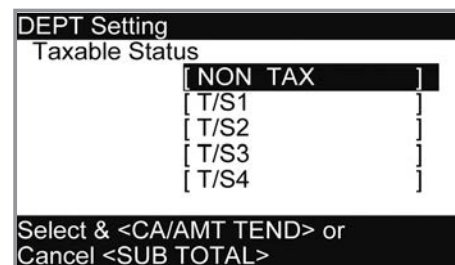 DEPT Setting
Taxable Status
[ NON TAX ]
[ T/S1 ]
[ T/S2 ]
[ T/S3 ]
[ T/S4 ]
Select & <CA/AMT TEND> or
Cancel <SUB TOTAL>